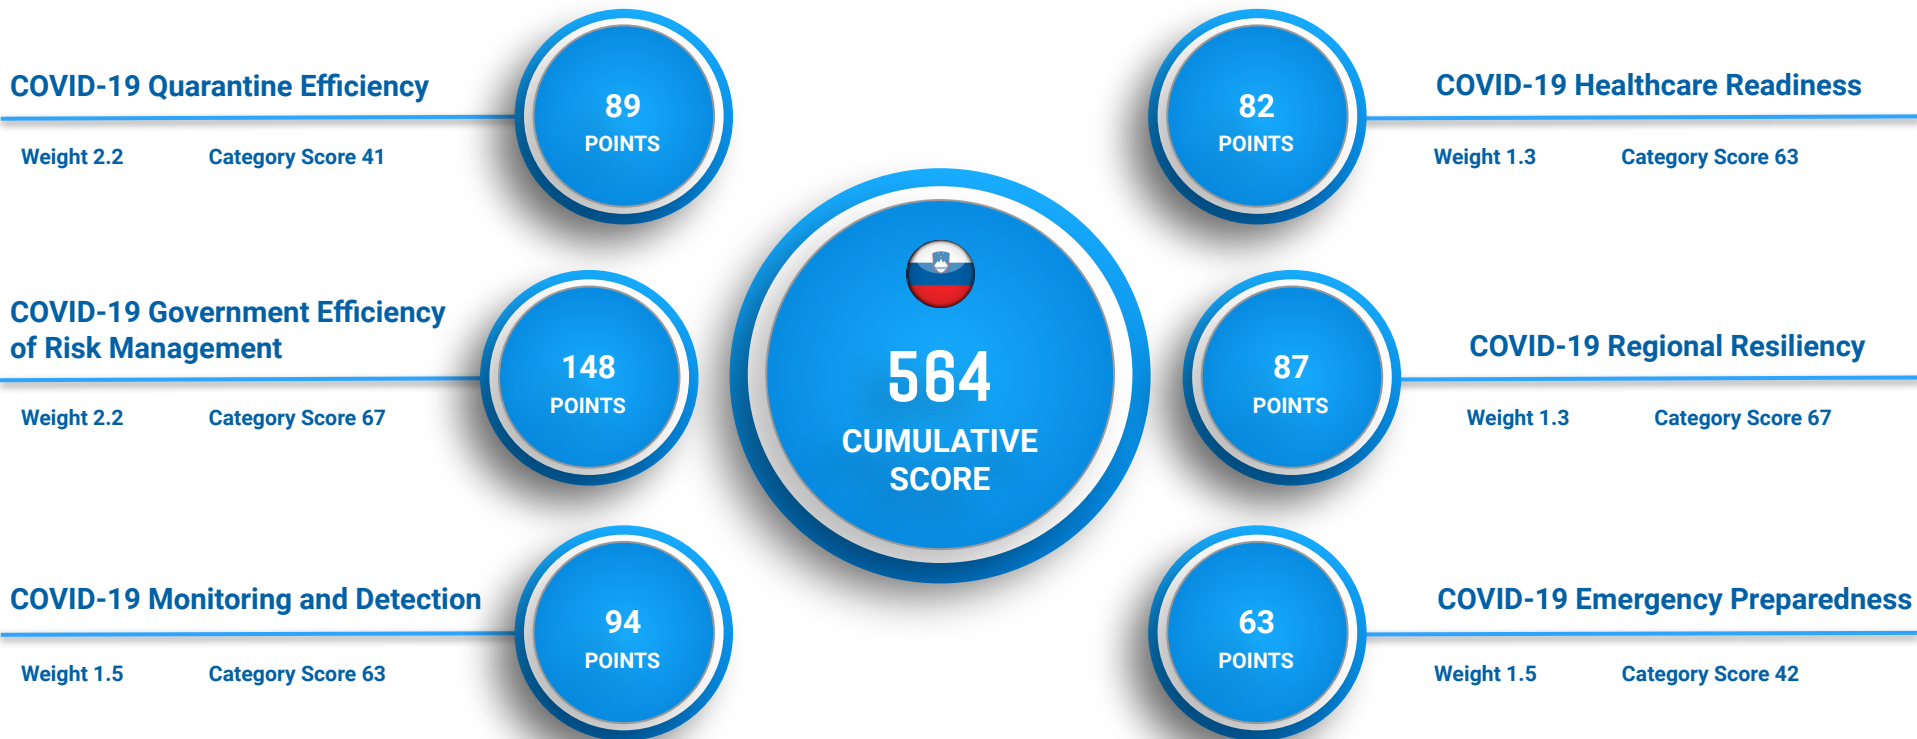 COVID-19 Quarantine Efficiency
Weight 2.2 Category Score 41
89
POINTS
COVID-19 Government Efficiency
of Risk Management
Weight 2.2 Category Score 67
148
POINTS
COVID-19 Monitoring and Detection
Weight 1.5 Category Score 63
94
POINTS
564
CUMULATIVE
SCORE
82
POINTS
COVID-19 Healthcare Readiness
Weight 1.3 Category Score 63
87
POINTS
COVID-19 Regional Resiliency
Weight 1.3 Category Score 67
63
POINTS
COVID-19 Emergency Preparedness
Weight 1.5 Category Score 42